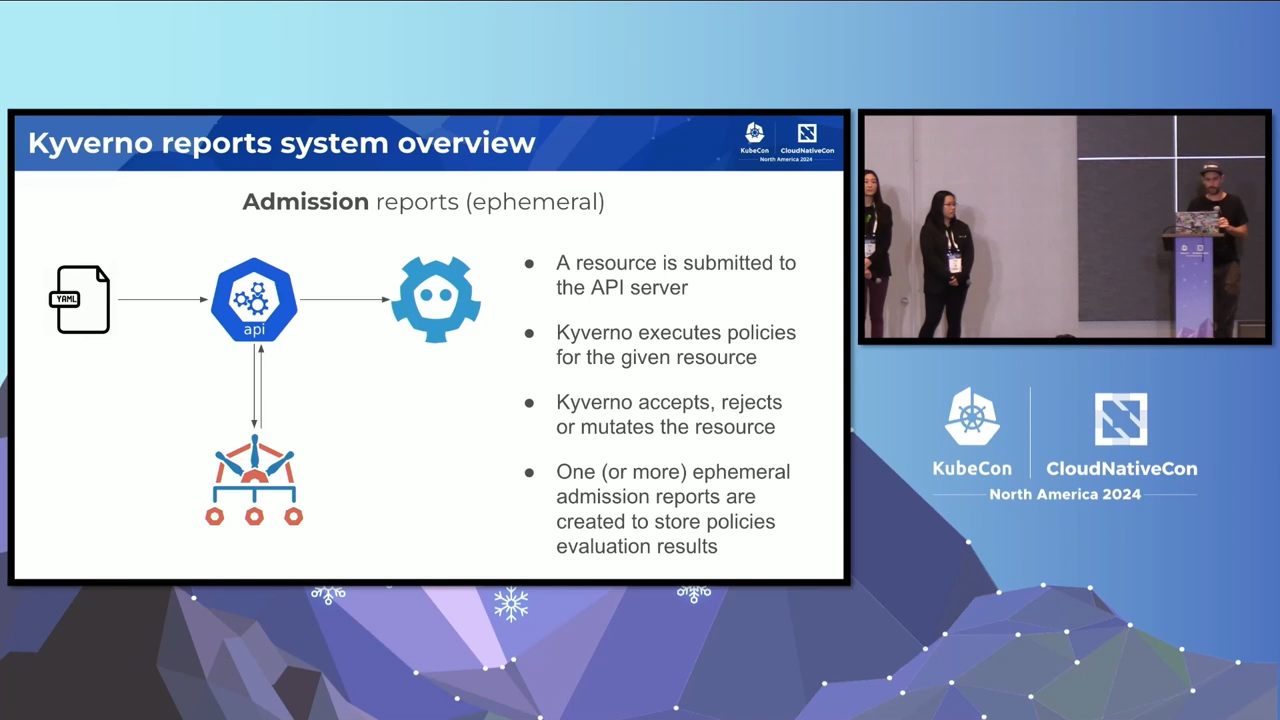 Kyverno reports system overview
KubeCon
CloudNativeCon
North America 2024
Admission reports (ephemeral)
YAML
api
● A resource is submitted to
the API server
● Kyverno executes policies
for the given resource
● Kyverno accepts, rejects
or mutates the resource
● One (or more) ephemeral
admission reports are
created to store policies
evaluation results
KubeCon
CloudNativeCon
North America 2024